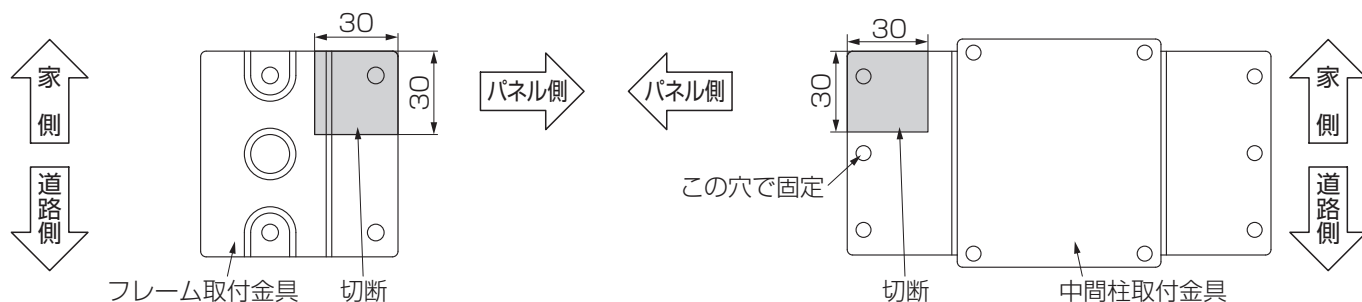 30
30
家側
道路側
パネル側
フレーム取付金具
切断
パネル側
30
30
この穴で固定
切断
中間柱取付金具
家側
道路側